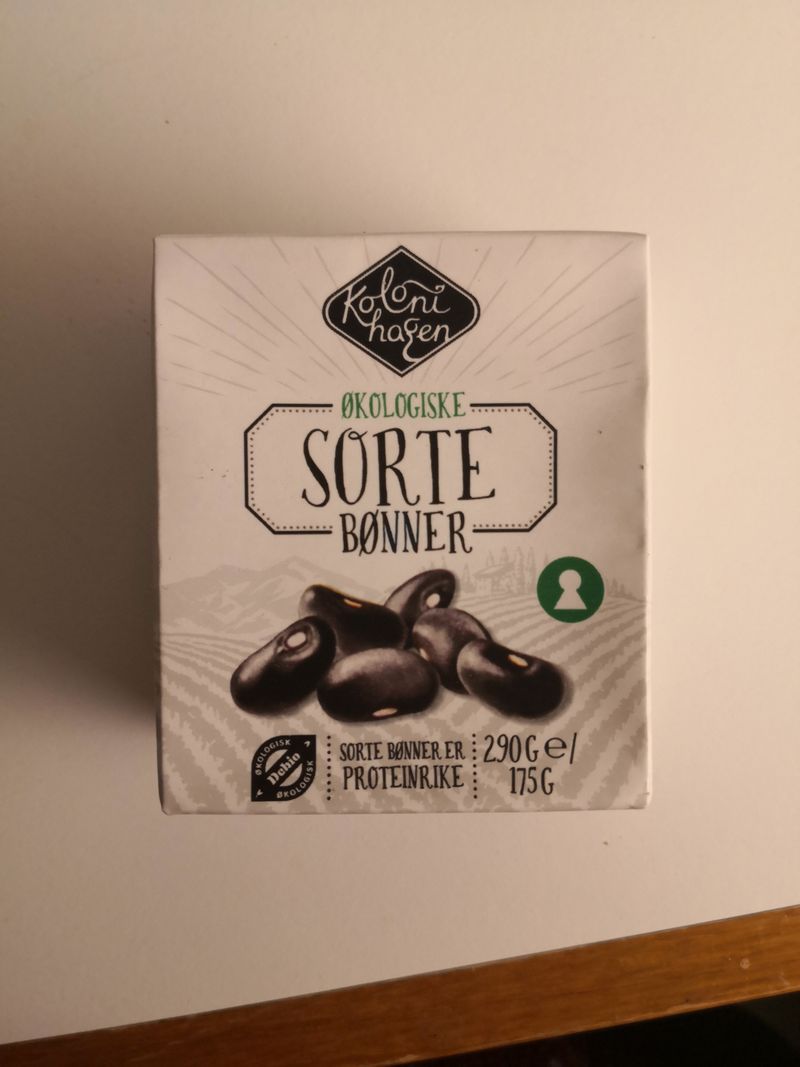 Koloni
hagen
ØKOLOGISKE
SORTE
BØNNER
ØKOLOGISK
Debio
ØKOLOGISK
SORTE BØNNER ER
PROTEINRIKE
290G e/
175G